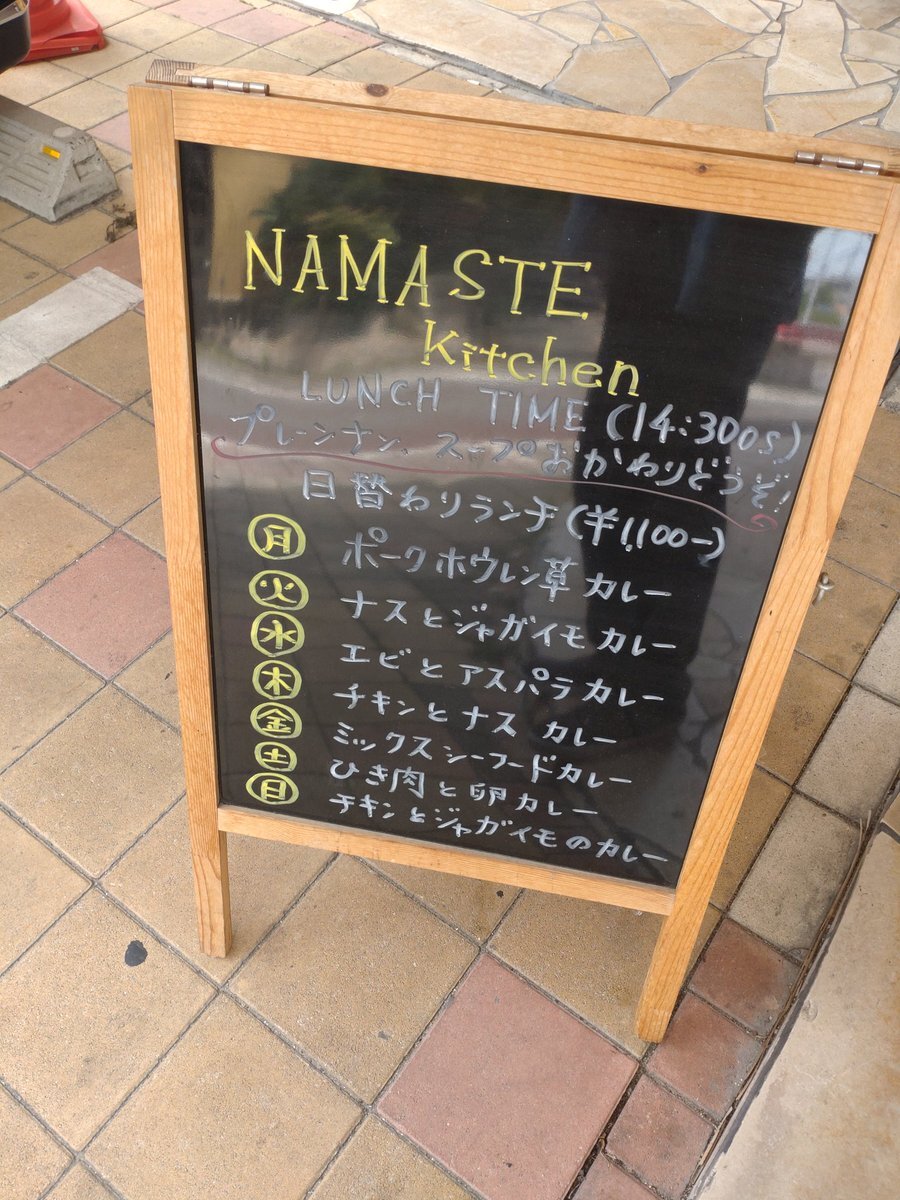 NAMASTE
Kitchen
LUNCH TIME (14:30OS)
プレーンナン、スープおかわりどうぞ!
日替わりランチ(¥1,100-)
月 ポークホウレン草カレー
火 ナスとジャガイモカレー
水 エビとアスパラカレー
木 チキンとナスカレー
金 ミックスシーフードカレー
土 ひき肉と卵カレー
日 チキンとジャガイモのカレー